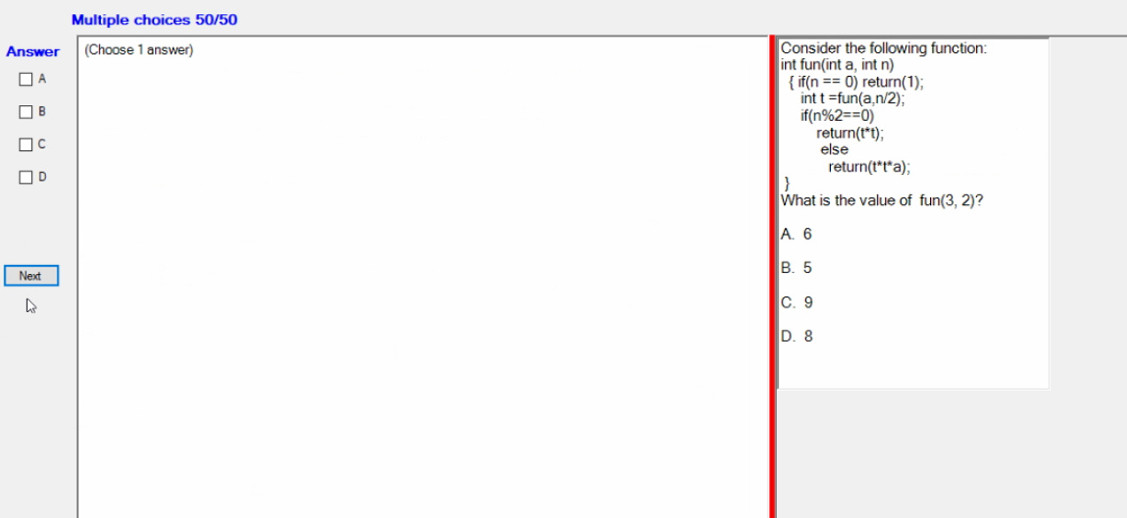 Multiple choices 50/50
Answer
(Choose 1 answer)
A
B
C
D
Next
Consider the following function:
int fun(int a, int n)
{ if(n == 0) return(1);
int t =fun(a,n/2);
if(n%2==0)
return(t*t);
else
return(t*t*a);
}
What is the value of fun(3, 2)?
A. 6
B. 5
C. 9
D. 8